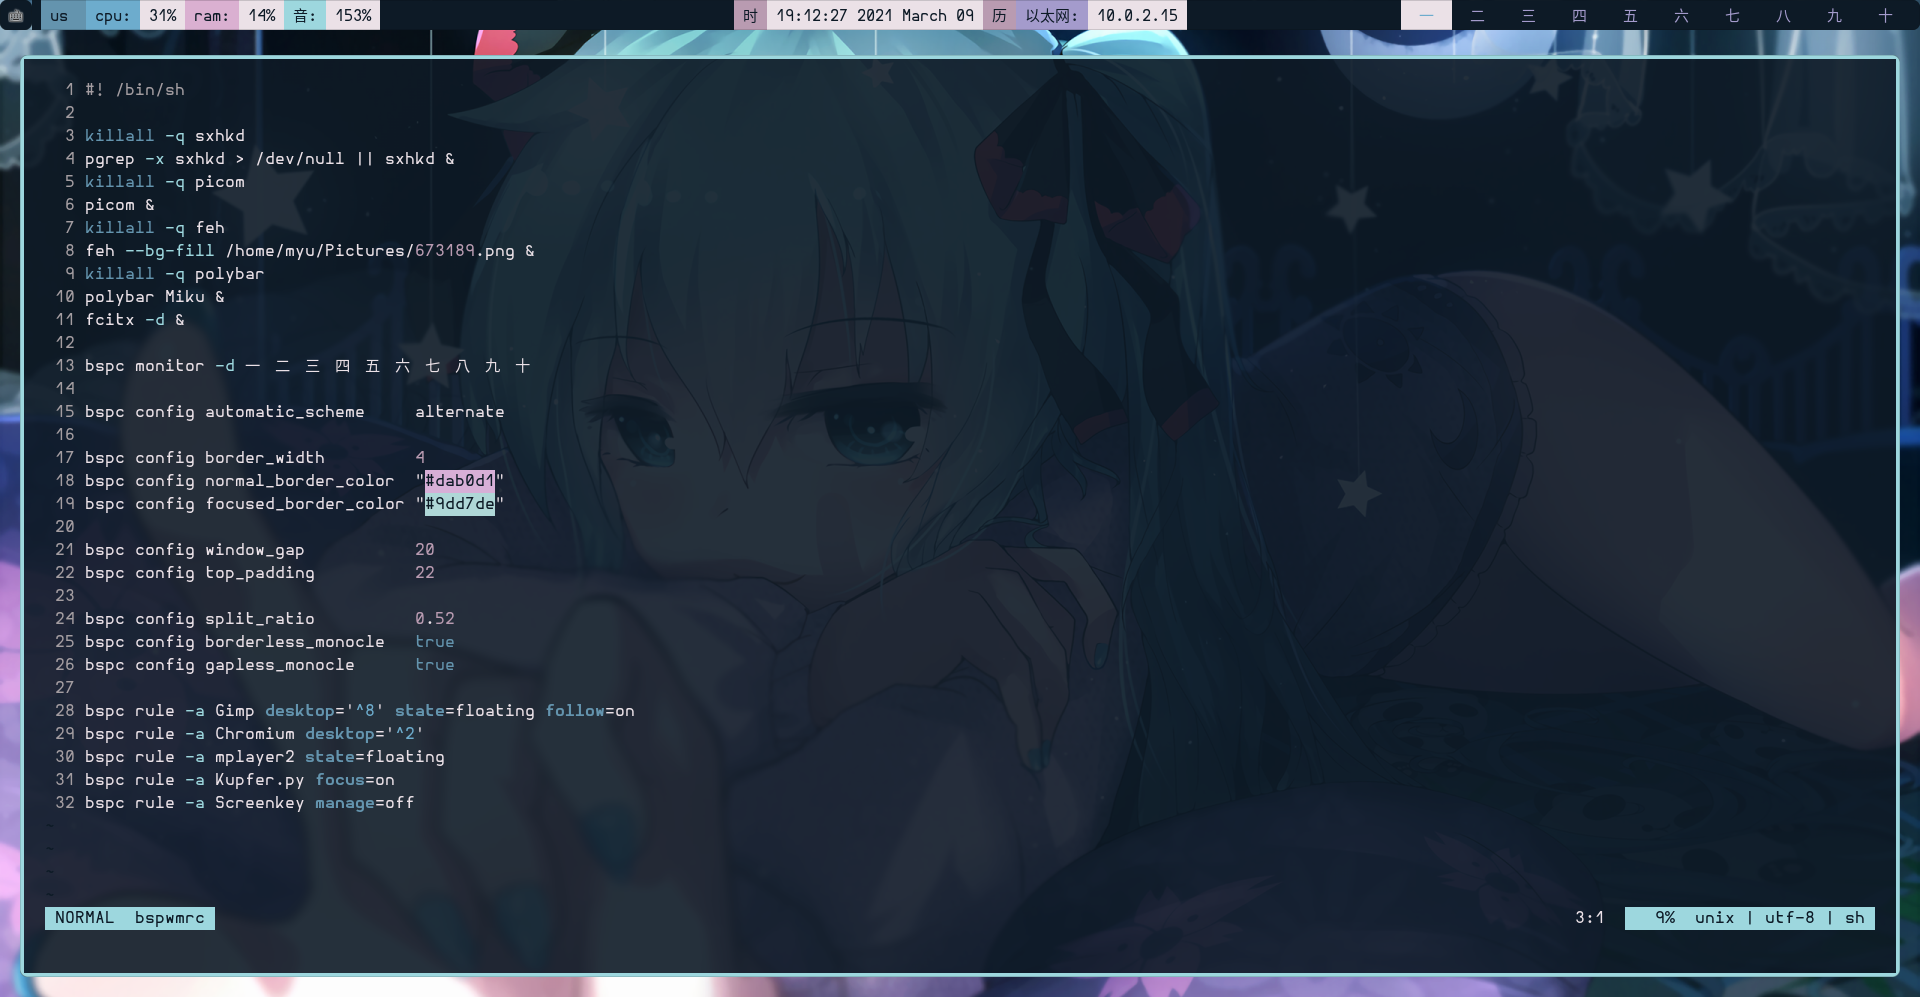 us cpu: 31% ram: 14% 音: 153% 时 19:12:27 2021 March 09 历 以太网: 10.0.2.15 一 二 三 四 五 六 七 八 九 十
1 #! /bin/sh
2
3 killall -q sxhkd
4 pgrep -x sxhkd > /dev/null || sxhkd &
5 killall -q picom
6 picom &
7 killall -q feh
8 feh --bg-fill /home/myu/Pictures/673189.png &
9 killall -q polybar
10 polybar Miku &
11 fcitx -d &
12
13 bspc monitor -d 一 二 三 四 五 六 七 八 九 十
14
15 bspc config automatic_scheme     alternate
16
17 bspc config border_width         4
18 bspc config normal_border_color  "#dab0d1"
19 bspc config focused_border_color "#9dd7de"
20
21 bspc config window_gap           20
22 bspc config top_padding          22
23
24 bspc config split_ratio          0.52
25 bspc config borderless_monocle   true
26 bspc config gapless_monocle      true
27
28 bspc rule -a Gimp desktop='^8' state=floating follow=on
29 bspc rule -a Chromium desktop='^2'
30 bspc rule -a mplayer2 state=floating
31 bspc rule -a Kupfer.py focus=on
32 bspc rule -a Screenkey manage=off
~
~
~
~
NORMAL bspwmrc 3:1 9% unix | utf-8 | sh